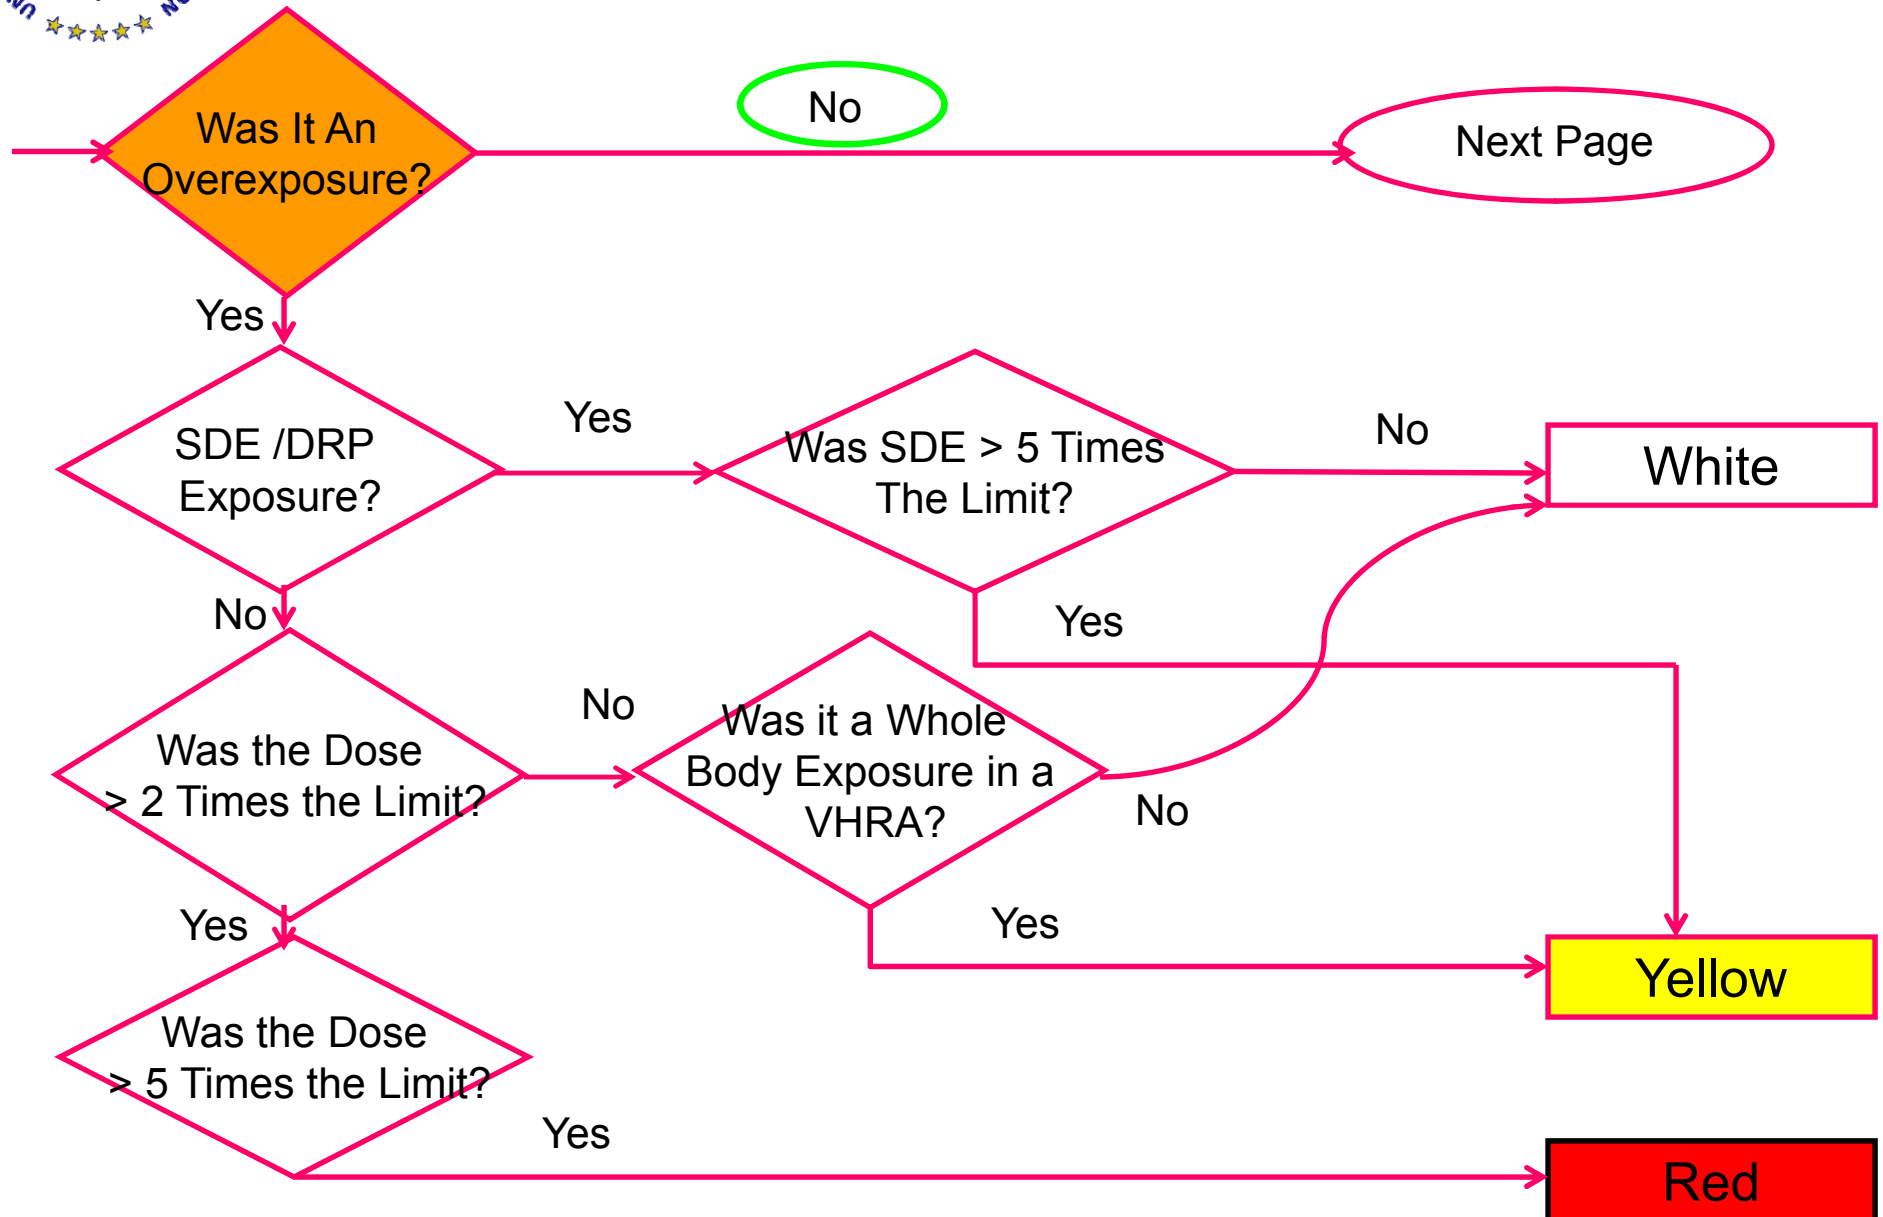 Was It An
Overexposure?
No
Next Page
Yes
SDE /DRP
Exposure?
Yes
Was SDE > 5 Times
The Limit?
No
White
No
Yes
Was the Dose
> 2 Times the Limit?
No
Was it a Whole
Body Exposure in a
VHRA?
No
Yes
Yes
Yellow
Was the Dose
> 5 Times the Limit?
Yes
Red